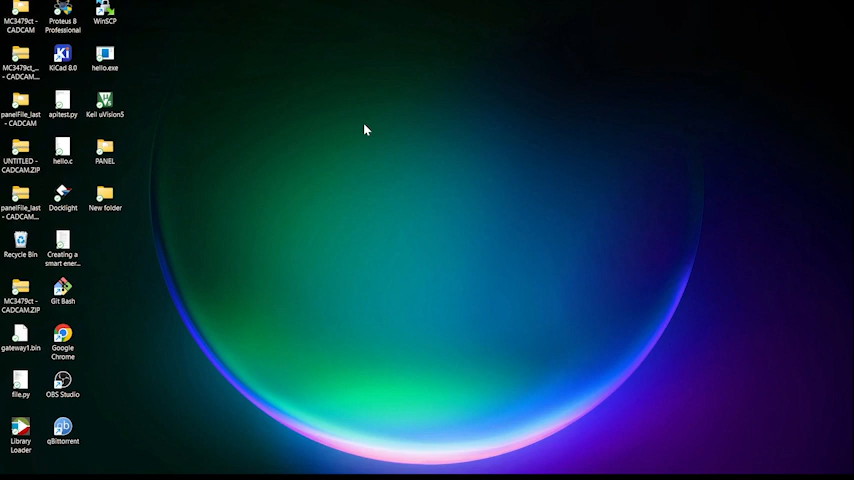 MC3479ct
- CADCAM
MC3479ct_...
- CADCAM...
panelFile_last
- CADCAM
UNTITLED -
CADCAM.ZIP
panelFile_last
- CADCAM...
Recycle Bin
MC3479ct -
CADCAM.ZIP
gateway1.bin
file.py
Library
Loader
Proteus 8
Professional
KiCad 8.0
apitest.py
hello.c
Docklight
Creating a
smart ener...
Git Bash
Google
Chrome
OBS Studio
qBittorrent
WinSCP
hello.exe
Keil uVision5
PANEL
New folder